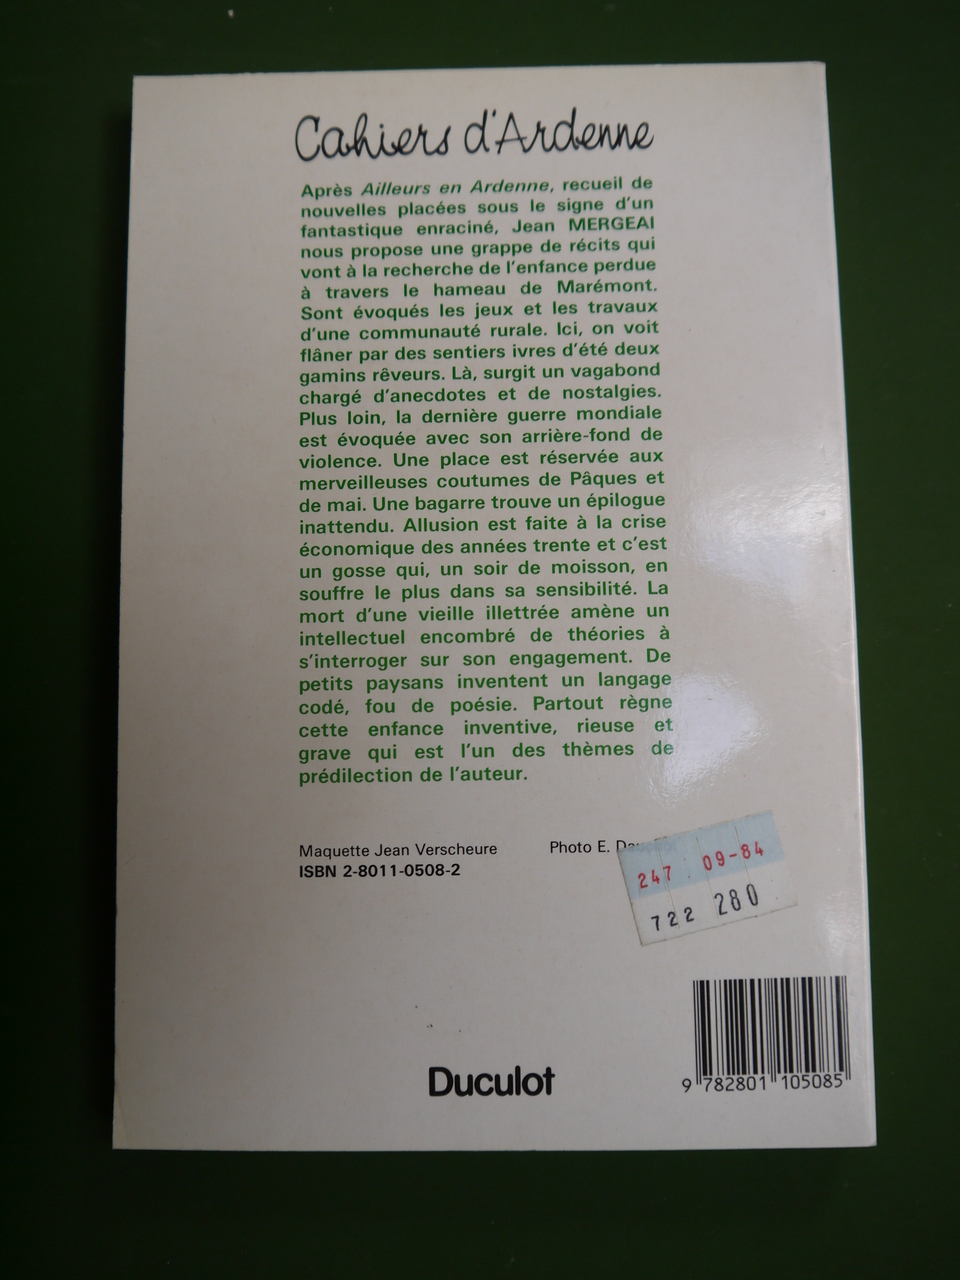 Cahiers d'Ardenne
Après Ailleurs en Ardenne, recueil de
nouvelles placées sous le signe d'un
fantastique enraciné, Jean MERGEAI
nous propose une grappe de récits qui
vont à la recherche de l'enfance perdue
à travers le hameau de Marémont.
Sont évoqués les jeux et les travaux
d'une communauté rurale. Ici, on voit
flâner par des sentiers ivres d'été deux
gamins rêveurs. Là, surgit un vagabond
chargé d'anecdotes et de nostalgies.
Plus loin, la dernière guerre mondiale
est évoquée avec son arrière-fond de
violence. Une place est réservée aux
merveilleuses coutumes de Pâques et
de mai. Une bagarre trouve un épilogue
inattendu. Allusion est faite à la crise
économique des années trente et c'est
un gosse qui, un soir de moisson, en
souffre le plus dans sa sensibilité. La
mort d'une vieille illettrée amène un
intellectuel encombré de théories à
s'interroger sur son engagement. De
petits paysans inventent un langage
codé, fou de poésie. Partout règne
cette enfance inventive, rieuse et
grave qui est l'un des thèmes de
prédilection de l'auteur.
Maquette Jean Verscheure
Photo E.
ISBN 2-8011-0508-2
247 09-84
722 280
Duculot
9 782801 105085